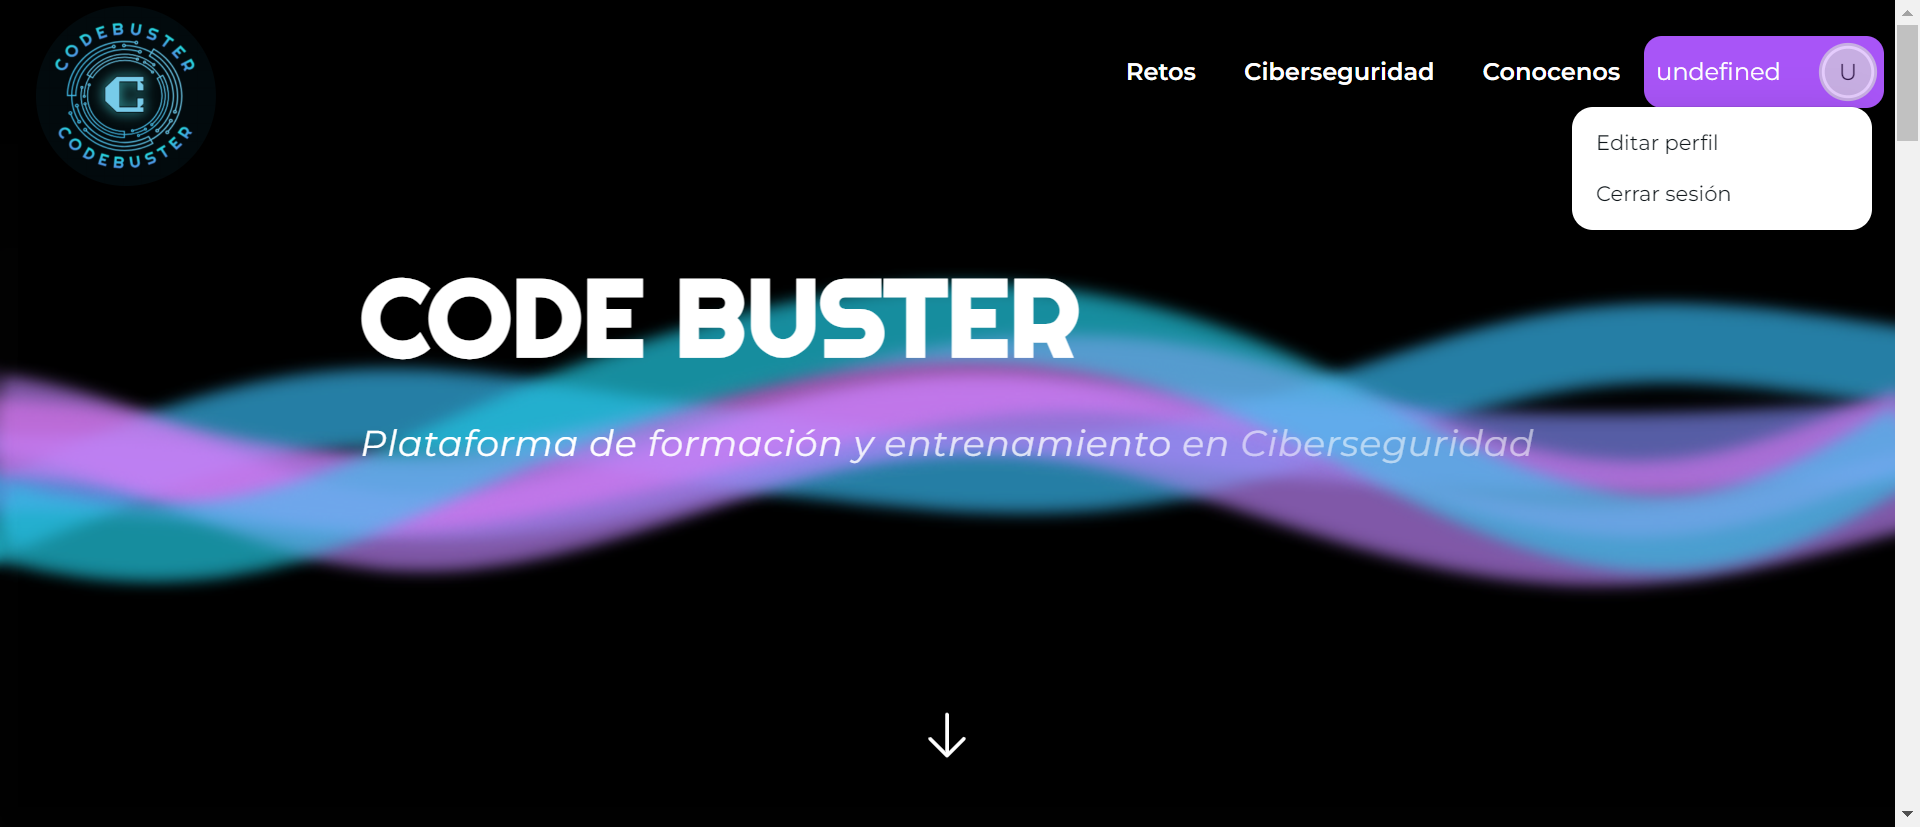 CODEBUSTER
C
CODEBUSTER
Retos
Ciberseguridad
Conocenos
undefined
U
Editar perfil
Cerrar sesión
CODE BUSTER
Plataforma de formación y entrenamiento en Ciberseguridad